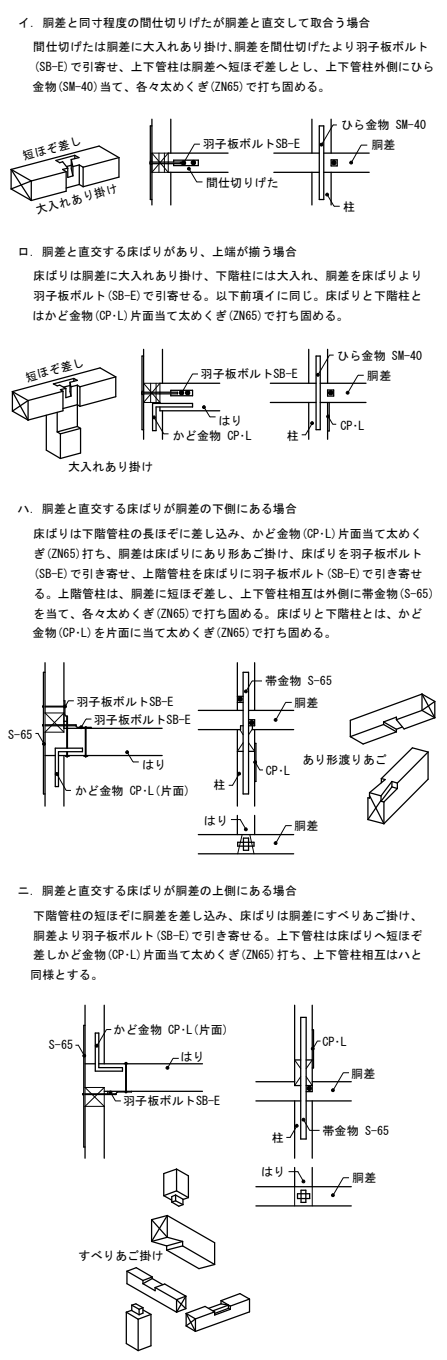 イ. 胴差と同寸程度の間仕切りげたが胴差と直交して取合う場合
間仕切げたは胴差に大入れあり掛け、胴差を間仕切げたより羽子板ボルト
(SB-E)で引寄せ、上下管柱は胴差へ短ほぞ差しとし、上下管柱外側にひら
金物(SM-40)当て、各々太めくぎ(ZN65)で打ち固める。
短ほぞ差し
大入れあり掛け
羽子板ボルトSB-E
間仕切りげた
ひら金物 SM-40
胴差
柱
ロ. 胴差と直交する床ばりがあり、上端が揃う場合
床ばりは胴差に大入れあり掛け、下階柱には大入れ、胴差を床ばりより
羽子板ボルト(SB-E)で引寄せる。以下前項イに同じ。床ばりと下階柱と
はかど金物(CP·L)片面当て太めくぎ(ZN65)で打ち固める。
短ほぞ差し
大入れあり掛け
羽子板ボルトSB-E
はり
かど金物 CP·L
ひら金物 SM-40
胴差
柱
CP·L
ハ. 胴差と直交する床ばりが胴差の下側にある場合
床ばりは下階管柱の長ほぞに差し込み、かど金物(CP·L)片面当て太めく
ぎ(ZN65)打ち、胴差は床ばりにあり形あご掛け、床ばりを羽子板ボルト
(SB-E)で引き寄せ、上階管柱を床ばりに羽子板ボルト(SB-E)で引き寄せ
る。上階管柱は、胴差に短ほぞ差し、上下管柱相互は外側に帯金物(S-65)
を当て、各々太めくぎ(ZN65)で打ち固める。床ばりと下階柱とは、かど
金物(CP·L)を片面に当て太めくぎ(ZN65)で打ち固める。
羽子板ボルトSB-E
羽子板ボルトSB-E
S-65
はり
かど金物 CP·L(片面)
帯金物 S-65
胴差
柱
CP·L
はり
胴差
あり形渡りあご
ニ. 胴差と直交する床ばりが胴差の上側にある場合
下階管柱の短ほぞに胴差を差し込み、床ばりは胴差にすべりあご掛け、
胴差より羽子板ボルト(SB-E)で引き寄せる。上下管柱は床ばりへ短ほぞ
差しかど金物(CP·L)片面当て太めくぎ(ZN65)打ち、上下管柱相互はハと
同様とする。
かど金物 CP·L(片面)
S-65
はり
羽子板ボルトSB-E
CP·L
胴差
柱
帯金物 S-65
はり
胴差
すべりあご掛け